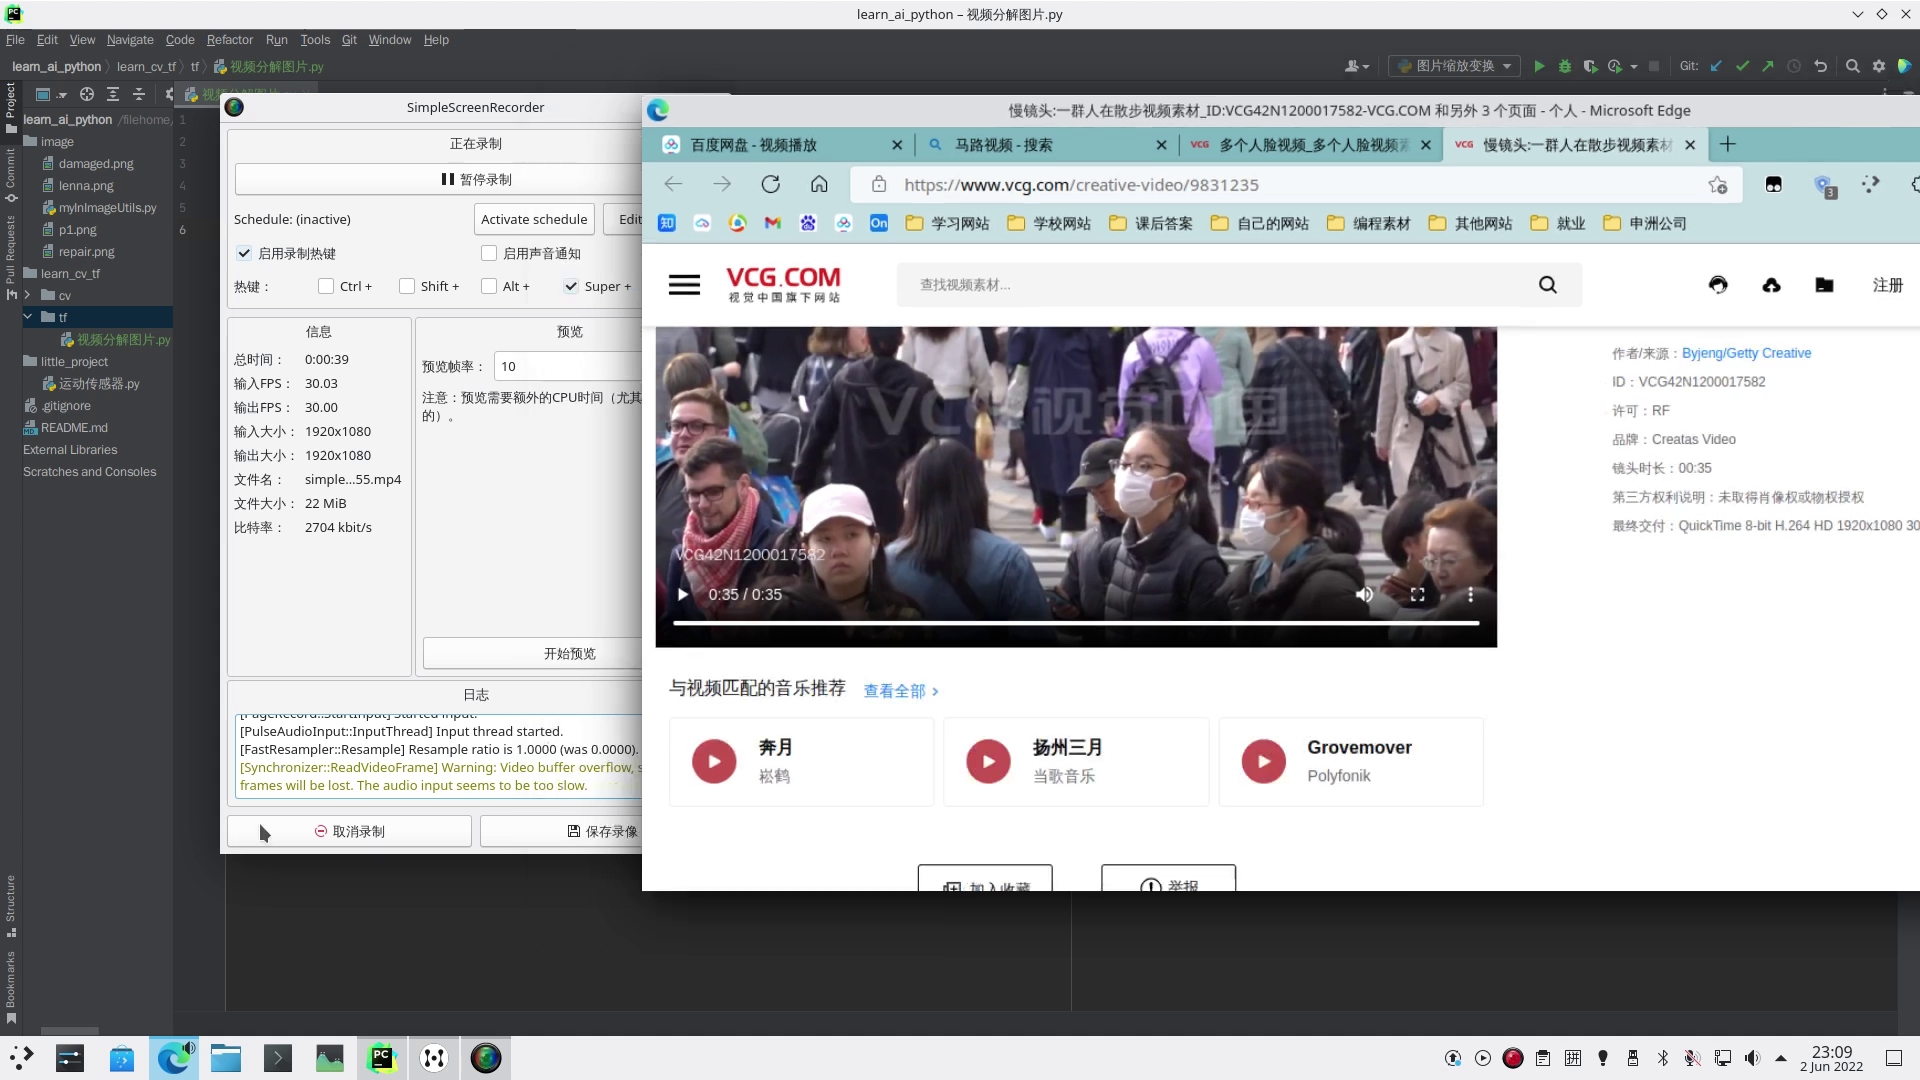 learn_ai_python – 视频分解图片.py
File Edit View Navigate Code Refactor Run Tools Git Window Help
learn_ai_python learn_cv_tf tf 视频分解图片.py
图片缩放变换 Git:
Project
Commit
Pull Requests
Structure
Bookmarks
learn_ai_python /filehome
image
damaged.png
lenna.png
myInImageUtils.py
p1.png
repair.png
learn_cv_tf
cv
tf
视频分解图片.py
little_project
运动传感器.py
.gitignore
README.md
External Libraries
Scratches and Consoles
1
2
3
4
5
6
SimpleScreenRecorder
正在录制
暂停录制
Schedule: (inactive) Activate schedule Edit
启用录制热键 启用声音通知
热键： Ctrl + Shift + Alt + Super +
信息
总时间： 0:00:39
输入FPS： 30.03
输出FPS： 30.00
输入大小： 1920x1080
输出大小： 1920x1080
文件名： simple...55.mp4
文件大小： 22 MiB
比特率： 2704 kbit/s
预览
预览帧率： 10
注意：预览需要额外的CPU时间（尤其
的）。
开始预览
日志
[PageRecord::StartInput] Started input.
[PulseAudioInput::InputThread] Input thread started.
[FastResampler::Resample] Resample ratio is 1.0000 (was 0.0000).
[Synchronizer::ReadVideoFrame] Warning: Video buffer overflow, s
frames will be lost. The audio input seems to be too slow.
取消录制 保存录像
慢镜头:一群人在散步视频素材_ID:VCG42N1200017582-VCG.COM 和另外 3 个页面 - 个人 - Microsoft Edge
百度网盘 - 视频播放 马路视频 - 搜索 VCG 多个人脸视频_多个人脸视频素 VCG 慢镜头:一群人在散步视频素材
https://www.vcg.com/creative-video/9831235 3
知 On 学习网站 学校网站 课后答案 自己的网站 编程素材 其他网站 就业 申洲公司
VCG.COM
视觉中国旗下网站
查找视频素材...
注册
VCG 视觉中国
VCG42N1200017582
0:35 / 0:35
作者/来源：Byjeng/Getty Creative
ID：VCG42N1200017582
许可：RF
品牌：Creatas Video
镜头时长：00:35
第三方权利说明：未取得肖像权或物权授权
最终交付：QuickTime 8-bit H.264 HD 1920x1080 30
与视频匹配的音乐推荐 查看全部 >
奔月
崧鹤
扬州三月
当歌音乐
Grovemover
Polyfonik
加入收藏 举报
PC
拼
23:09
2 Jun 2022